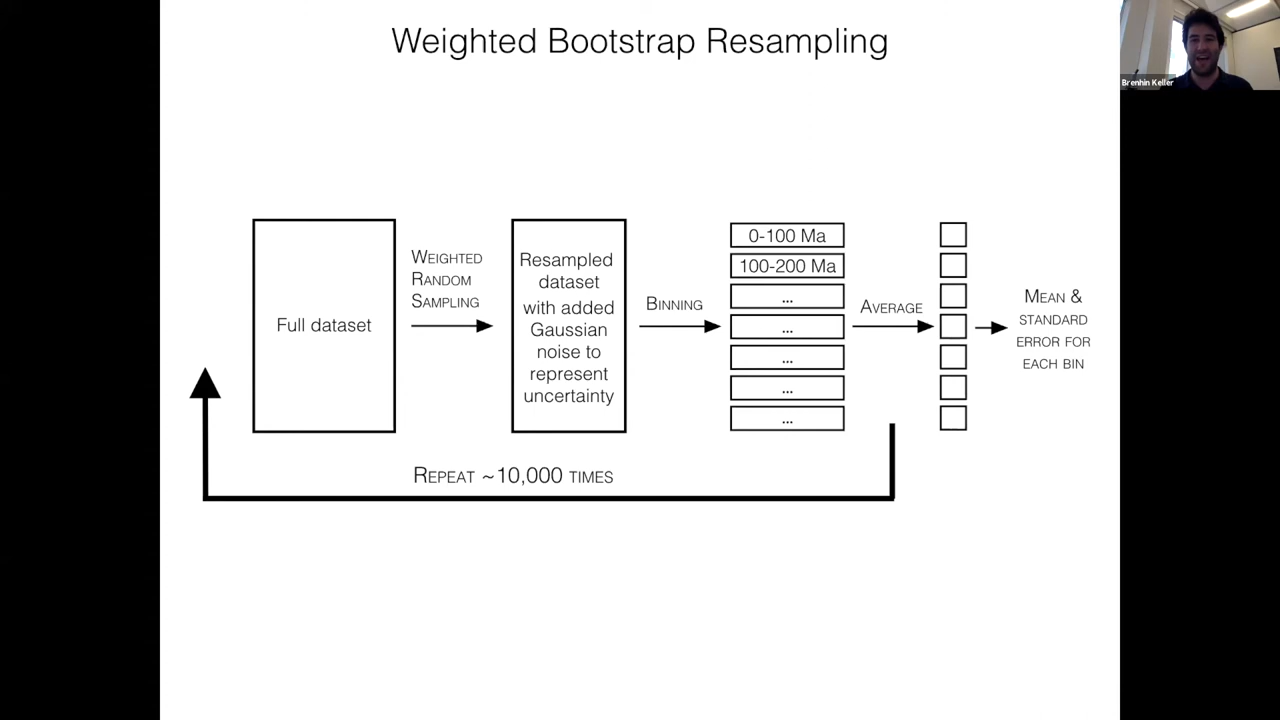 Weighted Bootstrap Resampling
Brenhin Keller
Full dataset
WEIGHTED
RANDOM
SAMPLING
Resampled
dataset
with added
Gaussian
noise to
represent
uncertainty
BINNING
0-100 Ma
100-200 Ma
...
...
...
...
...
AVERAGE
MEAN &
STANDARD
ERROR FOR
EACH BIN
REPEAT ~10,000 TIMES